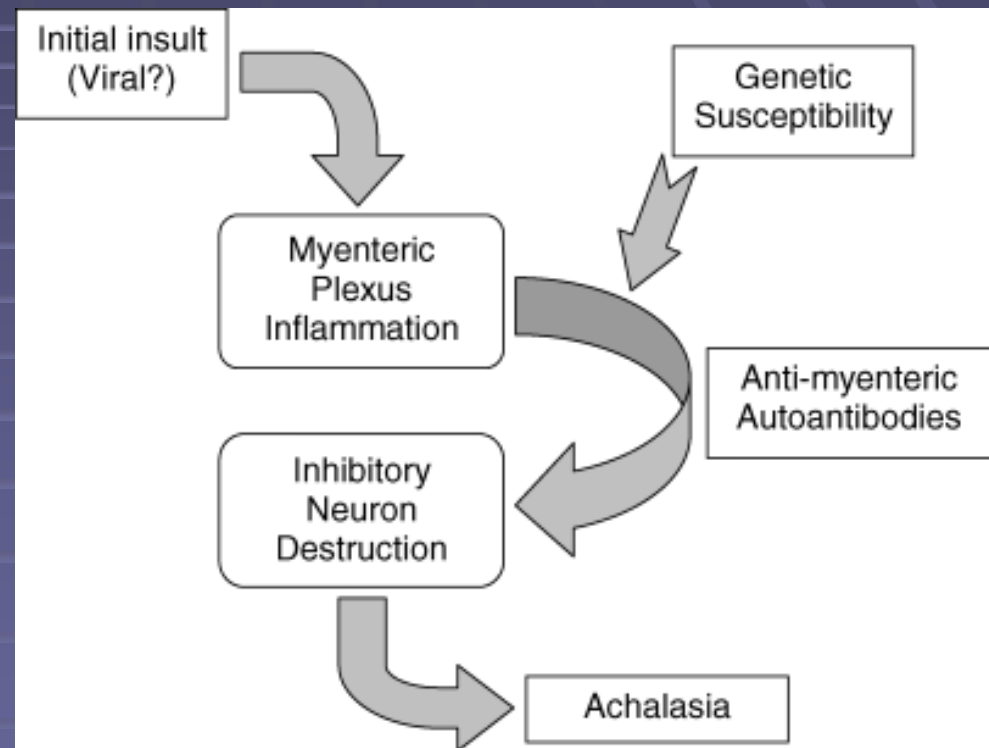 Initial insult
(Viral?)
Genetic
Susceptibility
Myenteric
Plexus
Inflammation
Anti-myenteric
Autoantibodies
Inhibitory
Neuron
Destruction
Achalasia